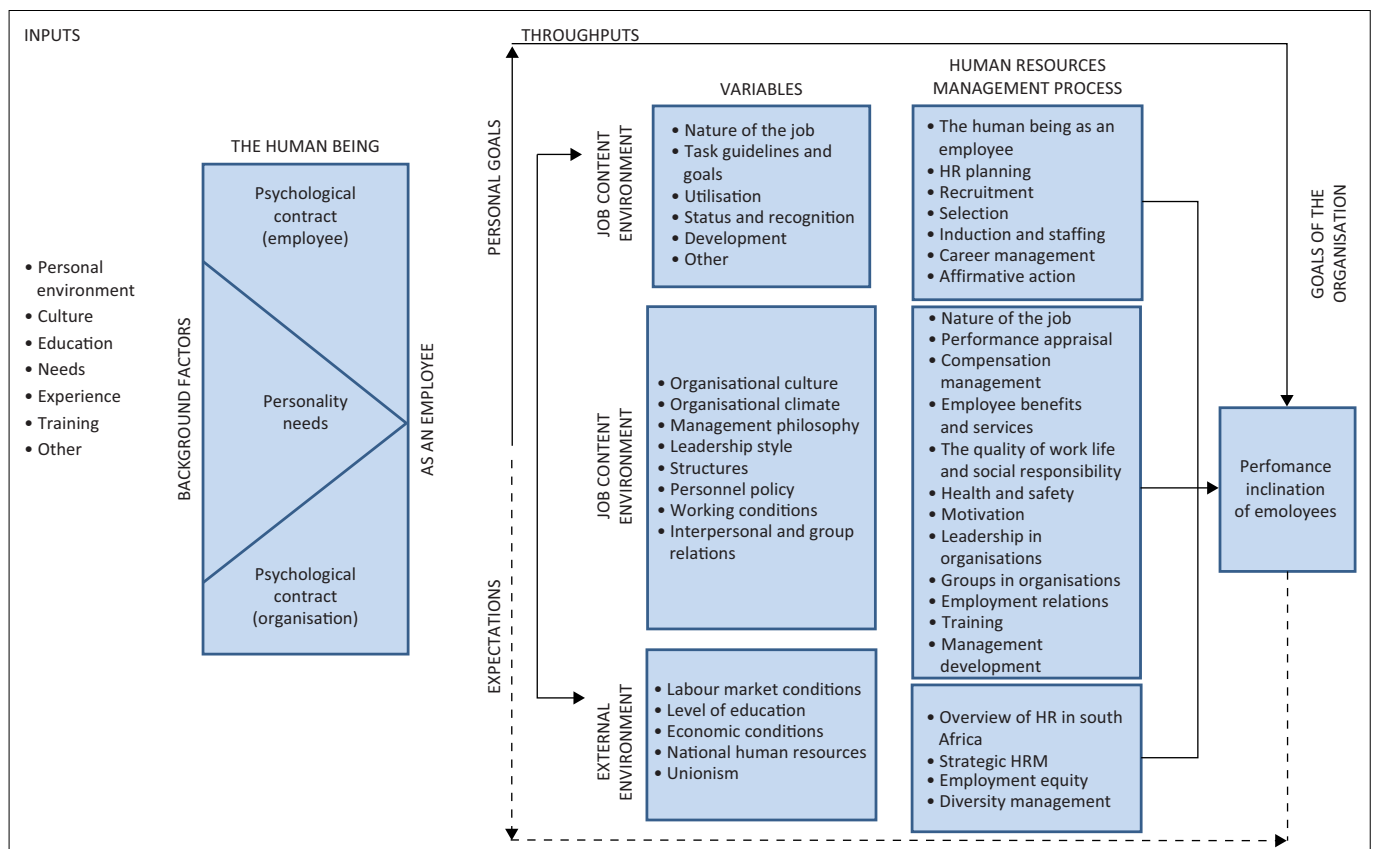 INPUTS
THROUGHPUTS
THE HUMAN BEING
• Personal
environment
• Culture
• Education
• Needs
• Experience
• Training
• Other
BACKGROUND FACTORS
Psychological
contract
(employee)
Personality
needs
Psychological
contract
(organisation)
AS AN EMPLOYEE
PERSONAL GOALS
EXPECTATIONS
VARIABLES
JOB CONTENT
ENVIRONMENT
• Nature of the job
• Task guidelines and
goals
• Utilisation
• Status and recognition
• Development
• Other
JOB CONTENT
ENVIRONMENT
• Organisational culture
• Organisational climate
• Management philosophy
• Leadership style
• Structures
• Personnel policy
• Working conditions
• Interpersonal and group
relations
EXTERNAL
ENVIRONMENT
• Labour market conditions
• Level of education
• Economic conditions
• National human resources
• Unionism
HUMAN RESOURCES
MANAGEMENT PROCESS
• The human being as an
employee
• HR planning
• Recruitment
• Selection
• Induction and staffing
• Career management
• Affirmative action
• Nature of the job
• Performance appraisal
• Compensation
management
• Employee benefits
and services
• The quality of work life
and social responsibility
• Health and safety
• Motivation
• Leadership in
organisations
• Groups in organisations
• Employment relations
• Training
• Management
development
• Overview of HR in south
Africa
• Strategic HRM
• Employment equity
• Diversity management
GOALS OF THE
ORGANISATION
Perfomance
inclination
of emoloyees